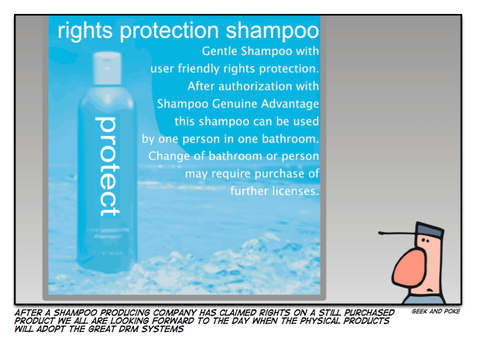 rights protection shampoo
Gentle Shampoo with
user friendly rights protection.
After authorization with
Shampoo Genuine Advantage
this shampoo can be used
by one person in one bathroom.
Change of bathroom or person
may require purchase of
further licenses.
protect
AFTER A SHAMPOO PRODUCING COMPANY HAS CLAIMED RIGHTS ON A STILL PURCHASED
PRODUCT WE ALL ARE LOOKING FORWARD TO THE DAY WHEN THE PHYSICAL PRODUCTS
WILL ADOPT THE GREAT DRM SYSTEMS
GEEK AND POKE